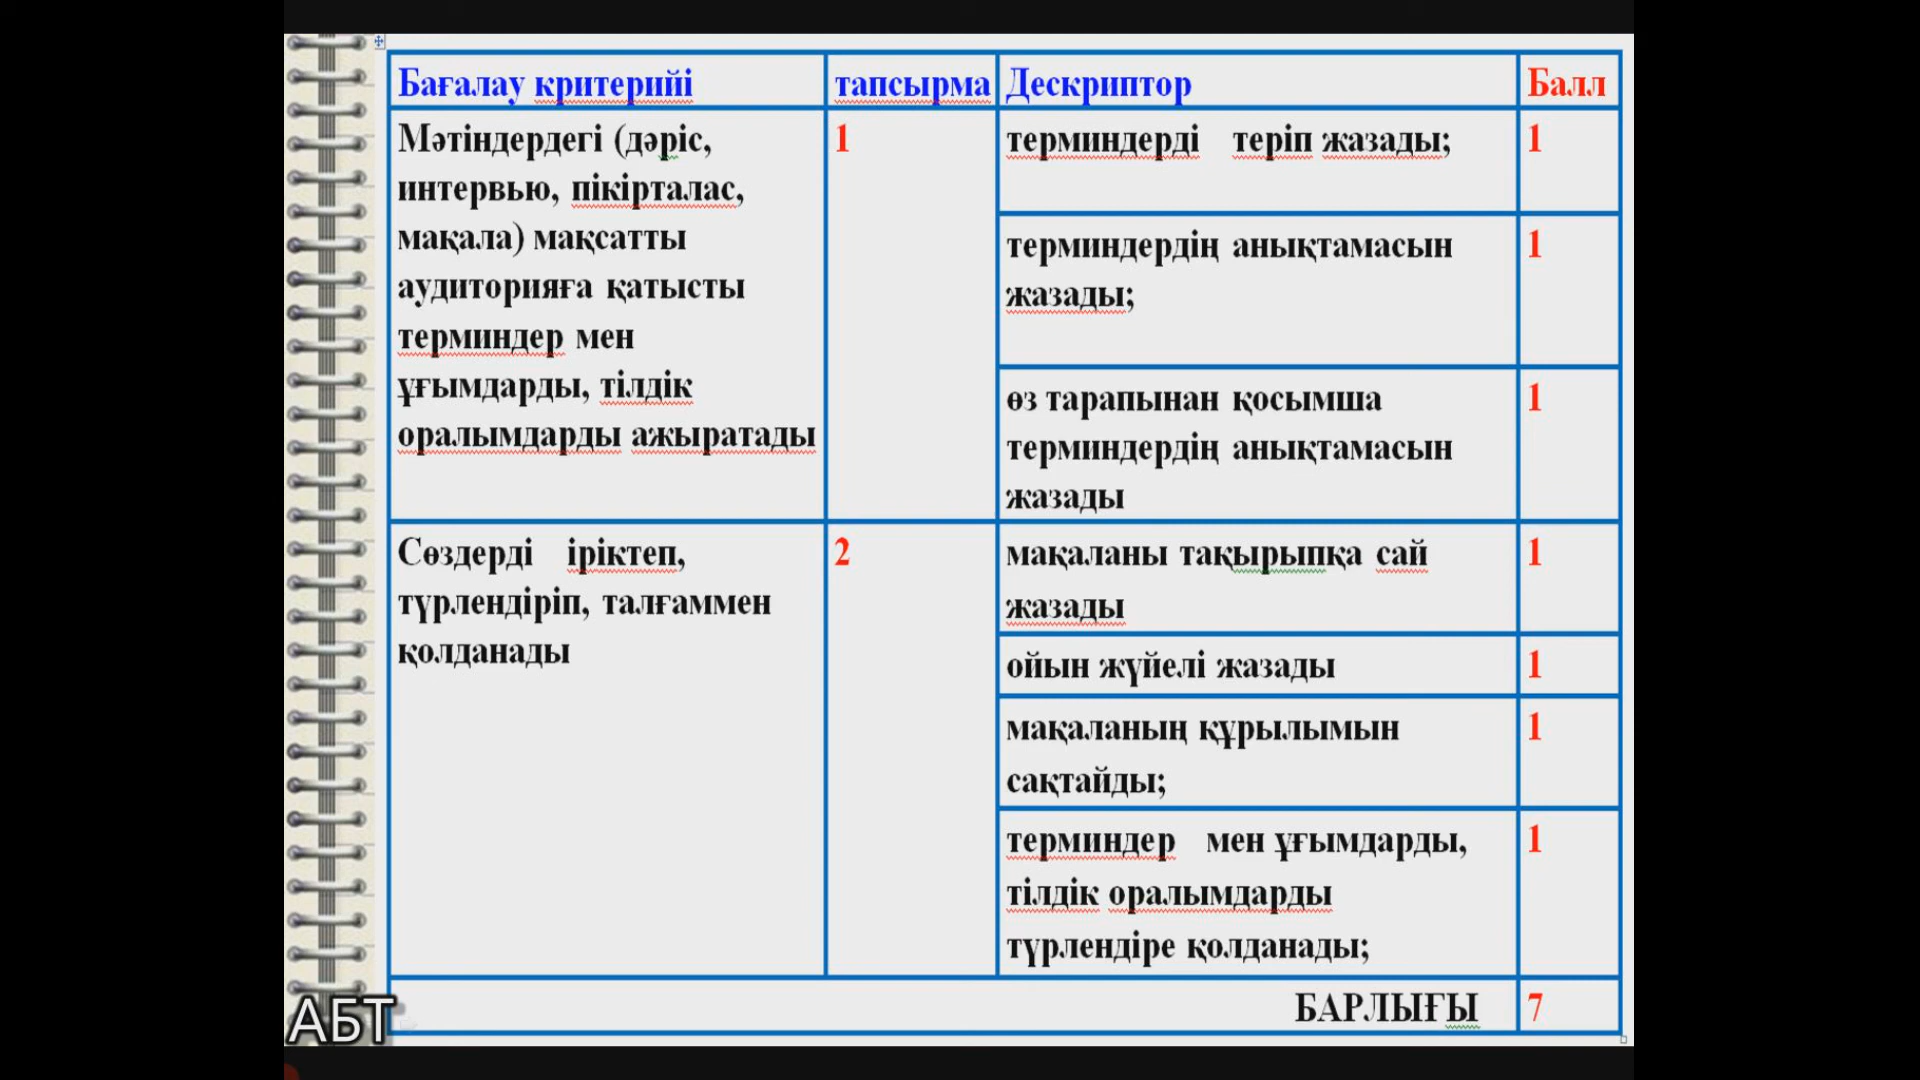 Бағалау критерийі тапсырма Дескриптор Балл
Мәтіндердегі (дәріс,
интервью, пікірталас,
мақала) мақсатты
аудиторияға қатысты
терминдер мен
ұғымдарды, тілдік
оралымдарды ажыратады
1
терминдерді теріп жазады;
1
терминдердің анықтамасын
жазады;
1
өз тарапынан қосымша
терминдердің анықтамасын
жазады
1
Сөздерді іріктеп,
түрлендіріп, талғаммен
қолданады
2
мақаланы тақырыпқа сай
жазады
1
ойын жүйелі жазады
1
мақаланың құрылымын
сақтайды;
1
терминдер мен ұғымдарды,
тілдік оралымдарды
түрлендіре қолданады;
1
БАРЛЫҒЫ 7
АБТ